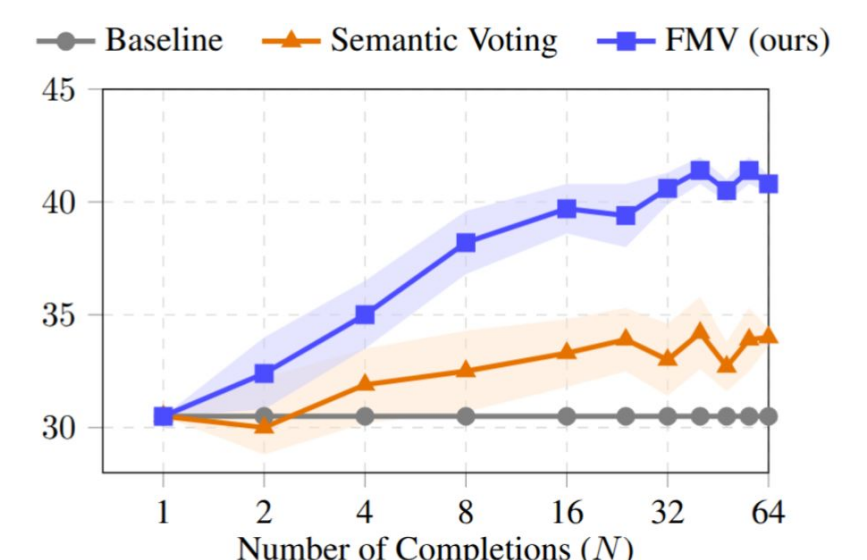 Baseline Semantic Voting FMV (ours)
45
40
35
30
1 2 4 8 16 32 64
Number of Completions (N)